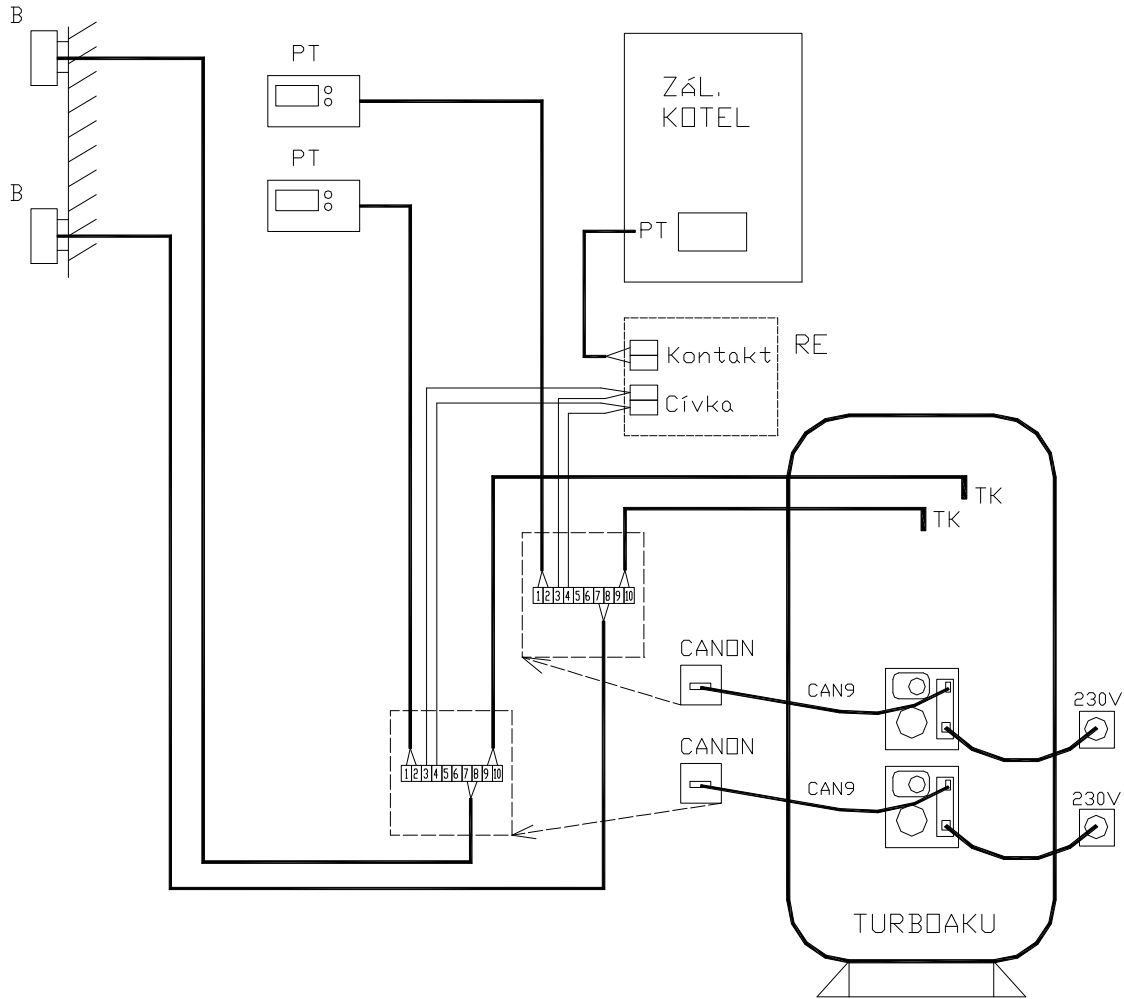 B
PT
ZÁL.
KOTEL
PT
B
PT
RE
Kontakt
Cívka
TK
TK
1 2 3 4 5 6 7 8 9 10
CANON
CAN9
230V
CANON
1 2 3 4 5 6 7 8 9 10
CAN9
230V
TURBOAKU